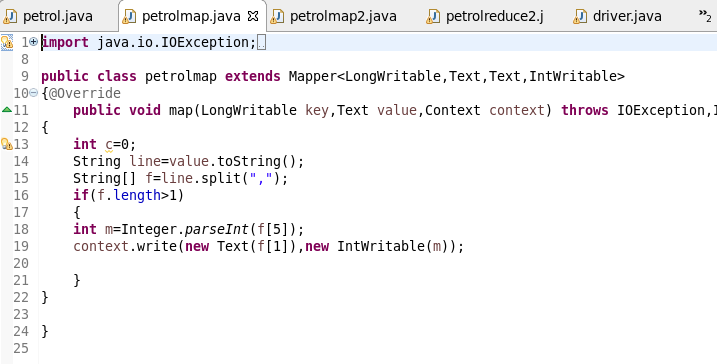 petrol.java petrolmap.java petrolmap2.java petrolreduce2.j driver.java »2
1 import java.io.IOException;
8
9 public class petrolmap extends Mapper<LongWritable,Text,Text,IntWritable>
10 {@Override
11 public void map(LongWritable key,Text value,Context context) throws IOException,I
12 {
13 int c=0;
14 String line=value.toString();
15 String[] f=line.split(",");
16 if(f.length>1)
17 {
18 int m=Integer.parseInt(f[5]);
19 context.write(new Text(f[1]),new IntWritable(m));
20
21 }
22 }
23
24 }
25